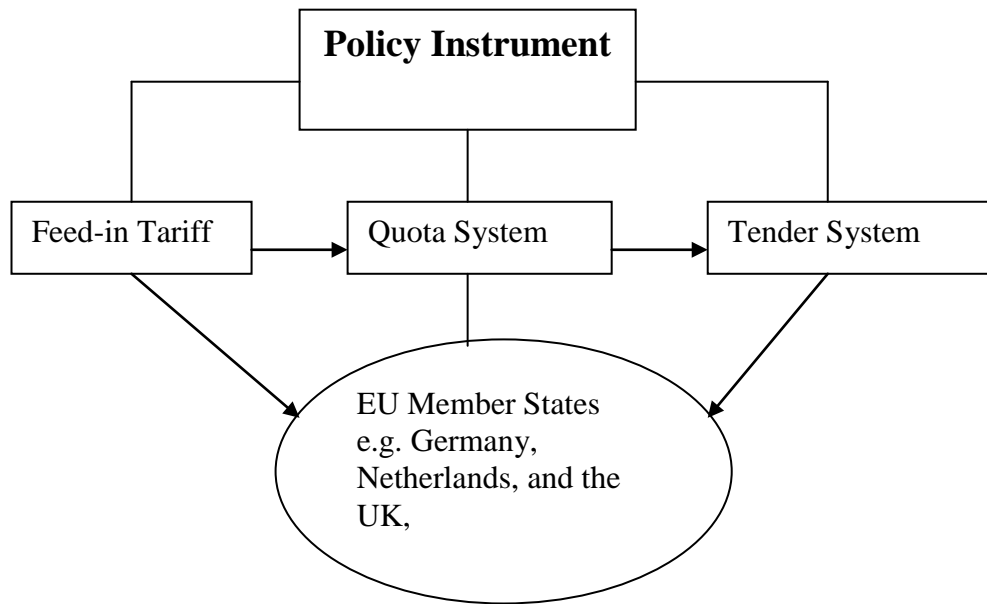 Policy Instrument
Feed-in Tariff
Quota System
Tender System
EU Member States
e.g. Germany,
Netherlands, and the
UK,